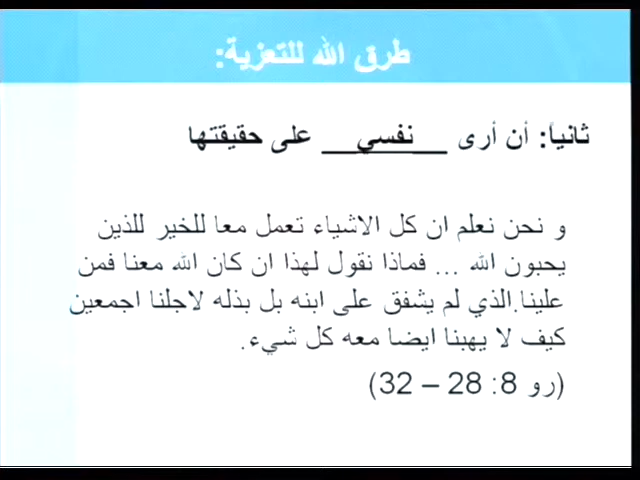 طرق الله للتعزية:
ثانياً: أن أرى __نفسي__ على حقيقتها
و نحن نعلم ان كل الاشياء تعمل معا للخير للذين
يحبون الله ... فماذا نقول لهذا ان كان الله معنا فمن
علينا.الذي لم يشفق على ابنه بل بذله لاجلنا اجمعين
كيف لا يهبنا ايضا معه كل شيء.
(رو 8: 28 – 32)